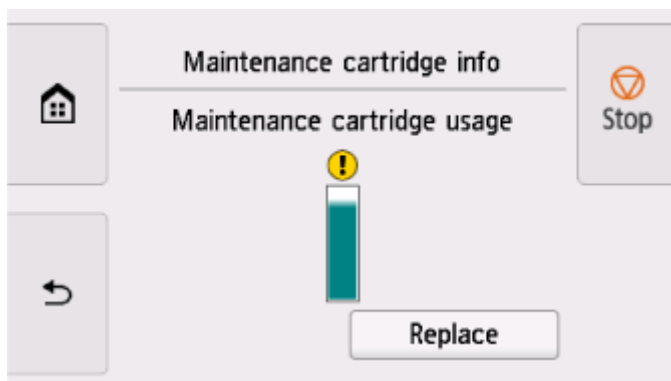 Maintenance cartridge info
Maintenance cartridge usage
Stop
Replace